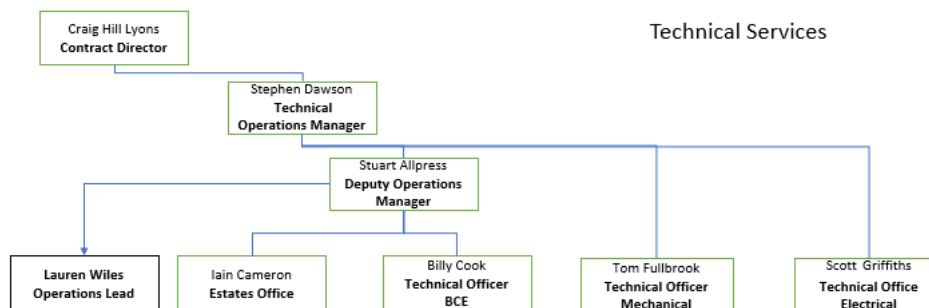 Technical Services
Craig Hill Lyons
Contract Director
Stephen Dawson
Technical
Operations Manager
Stuart Allpress
Deputy Operations
Manager
Lauren Wiles
Operations Lead
Iain Cameron
Estates Office
Billy Cook
Technical Officer
BCE
Tom Fullbrook
Technical Officer
Mechanical
Scott Griffiths
Technical Office
Electrical